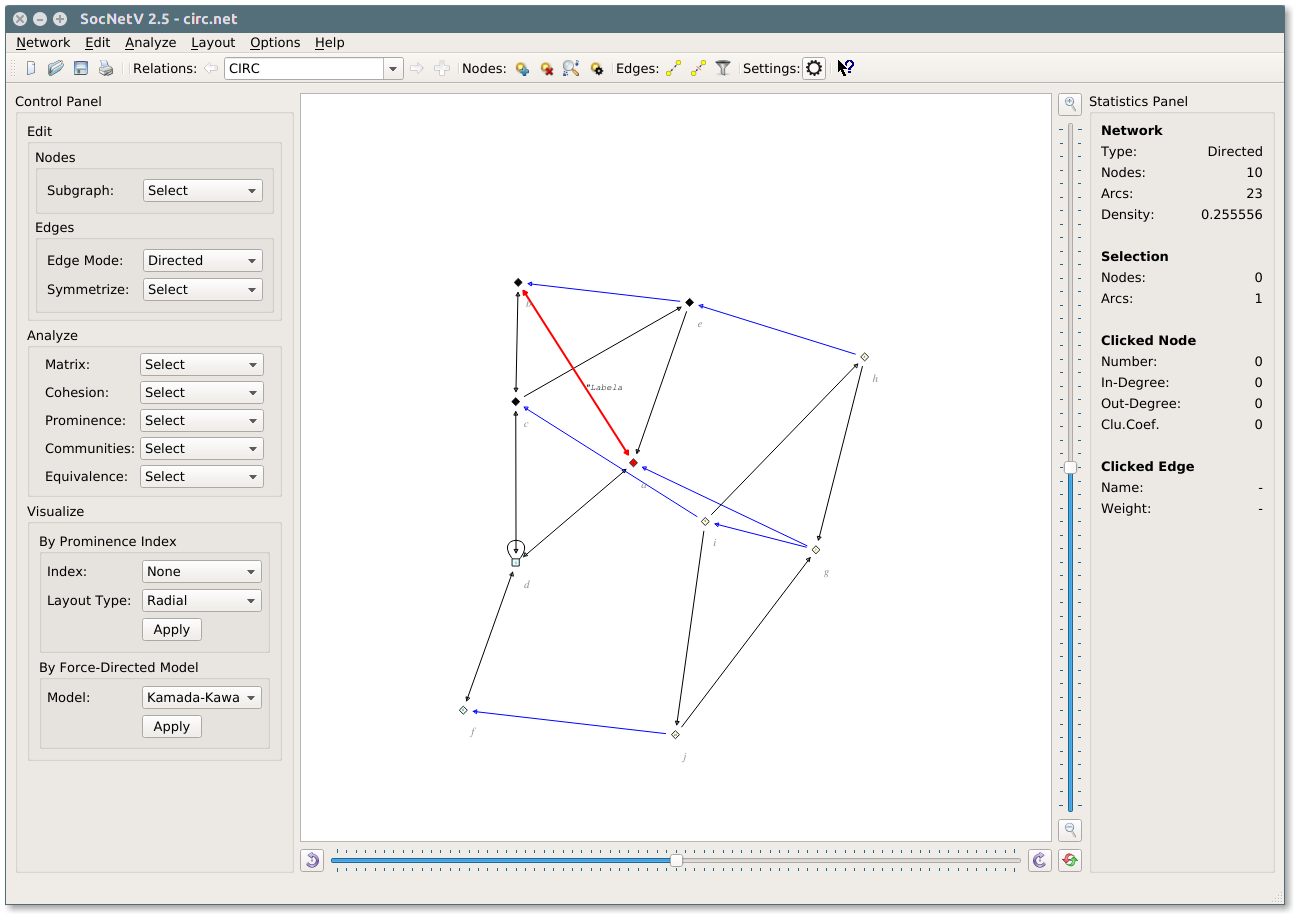 SocNetV 2.5 - circ.net
Network Edit Analyze Layout Options Help
Relations: CIRC Nodes: Edges: Settings:
Control Panel
Edit
Nodes
Subgraph: Select
Edges
Edge Mode: Directed
Symmetrize: Select
Analyze
Matrix: Select
Cohesion: Select
Prominence: Select
Communities: Select
Equivalence: Select
Visualize
By Prominence Index
Index: None
Layout Type: Radial
Apply
By Force-Directed Model
Model: Kamada-Kawa
Apply
b
e
h
"Labela
c
a
i
g
d
f
j
Statistics Panel
Network
Type: Directed
Nodes: 10
Arcs: 23
Density: 0.255556
Selection
Nodes: 0
Arcs: 1
Clicked Node
Number: 0
In-Degree: 0
Out-Degree: 0
Clu.Coef. 0
Clicked Edge
Name: -
Weight: -